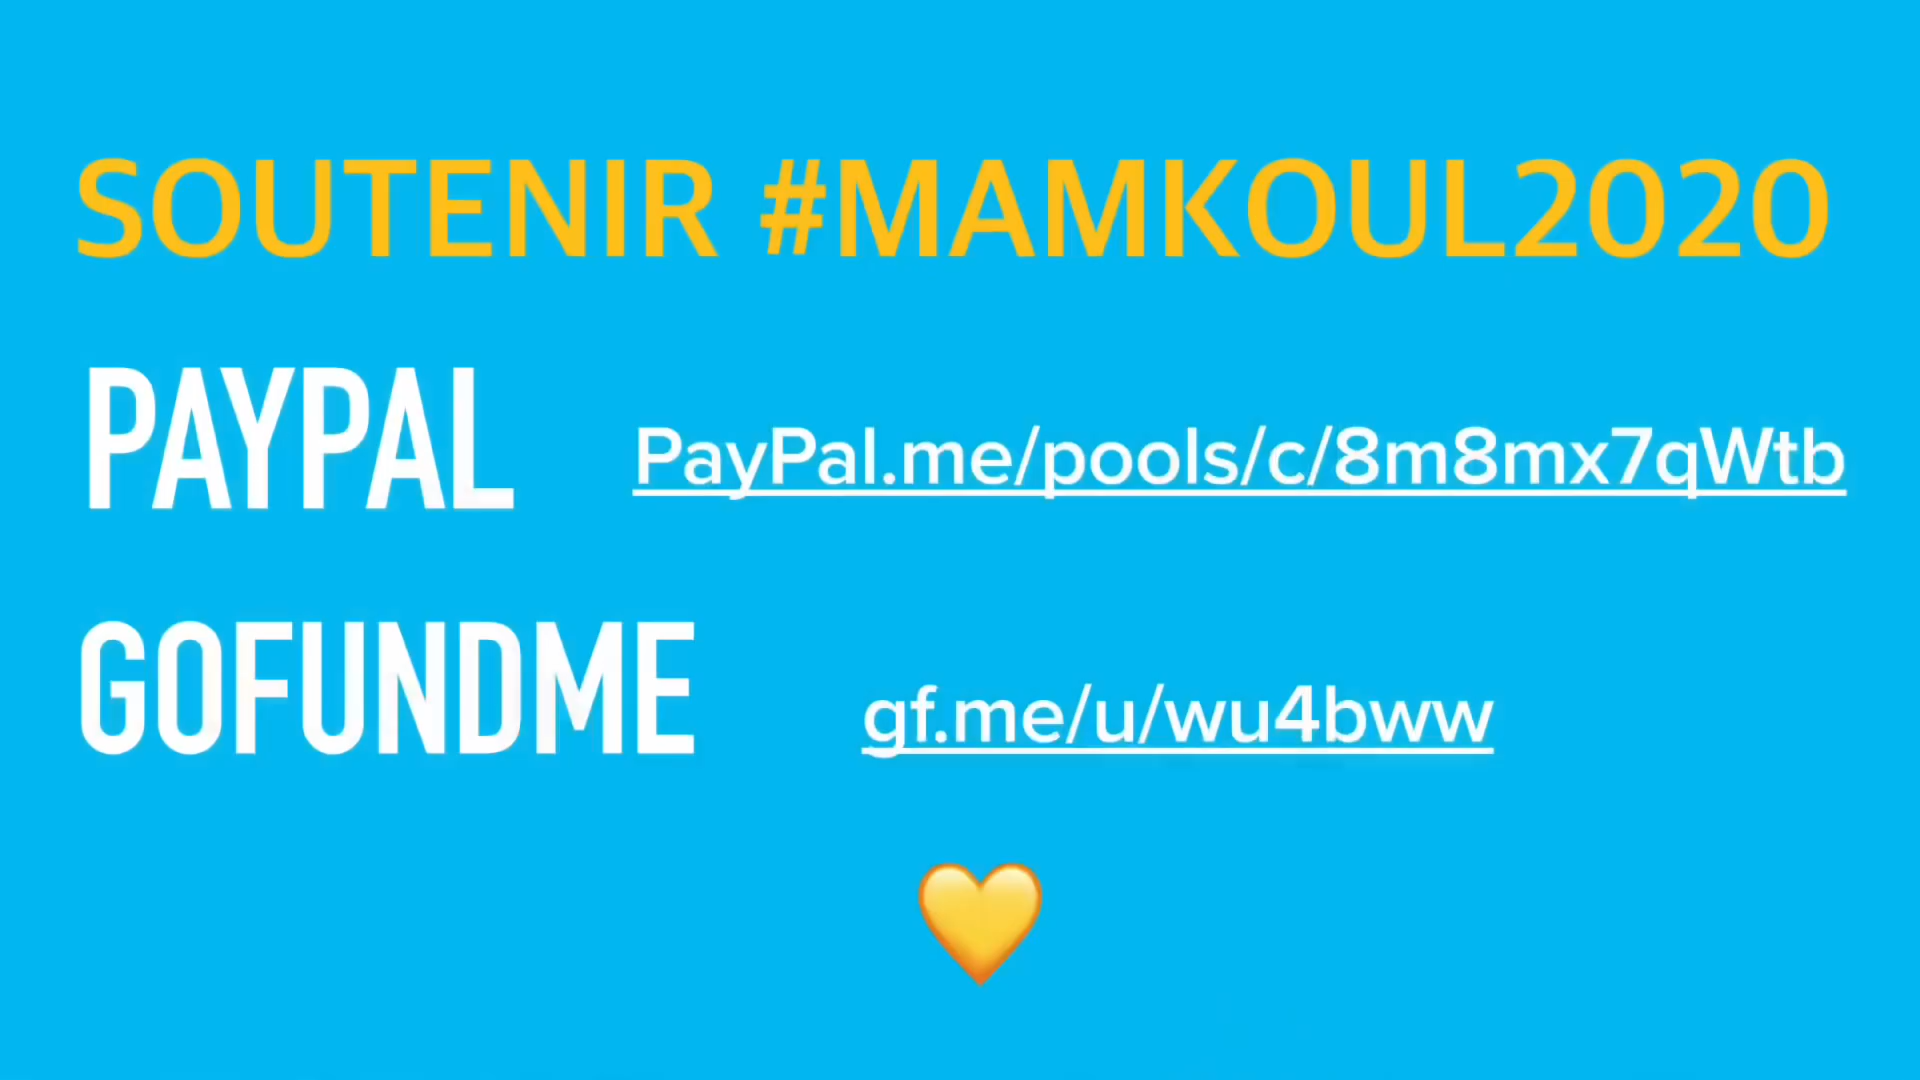 SOUTENIR #MAMKOUL2020
PAYPAL PayPal.me/pools/c/8m8mx7qWtb
GOFUNDME gf.me/u/wu4bww